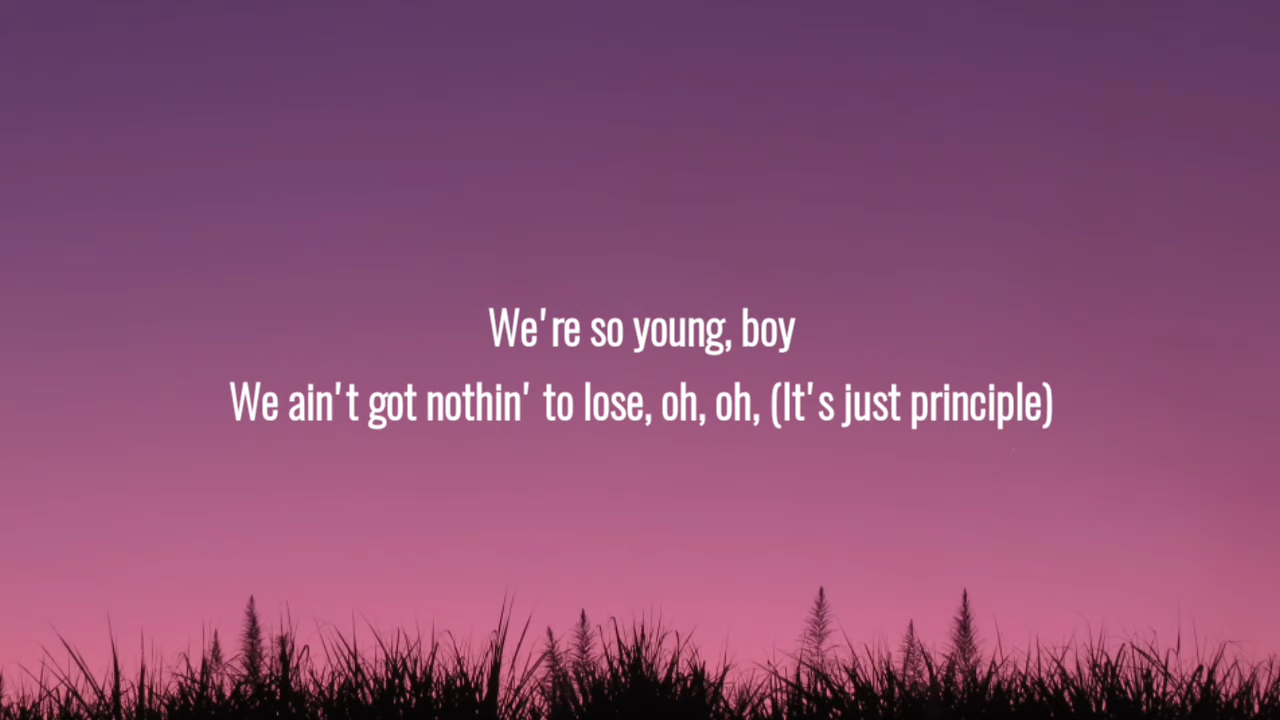 We're so young, boy
We ain't got nothin' to lose, oh, oh, (It's just principle)